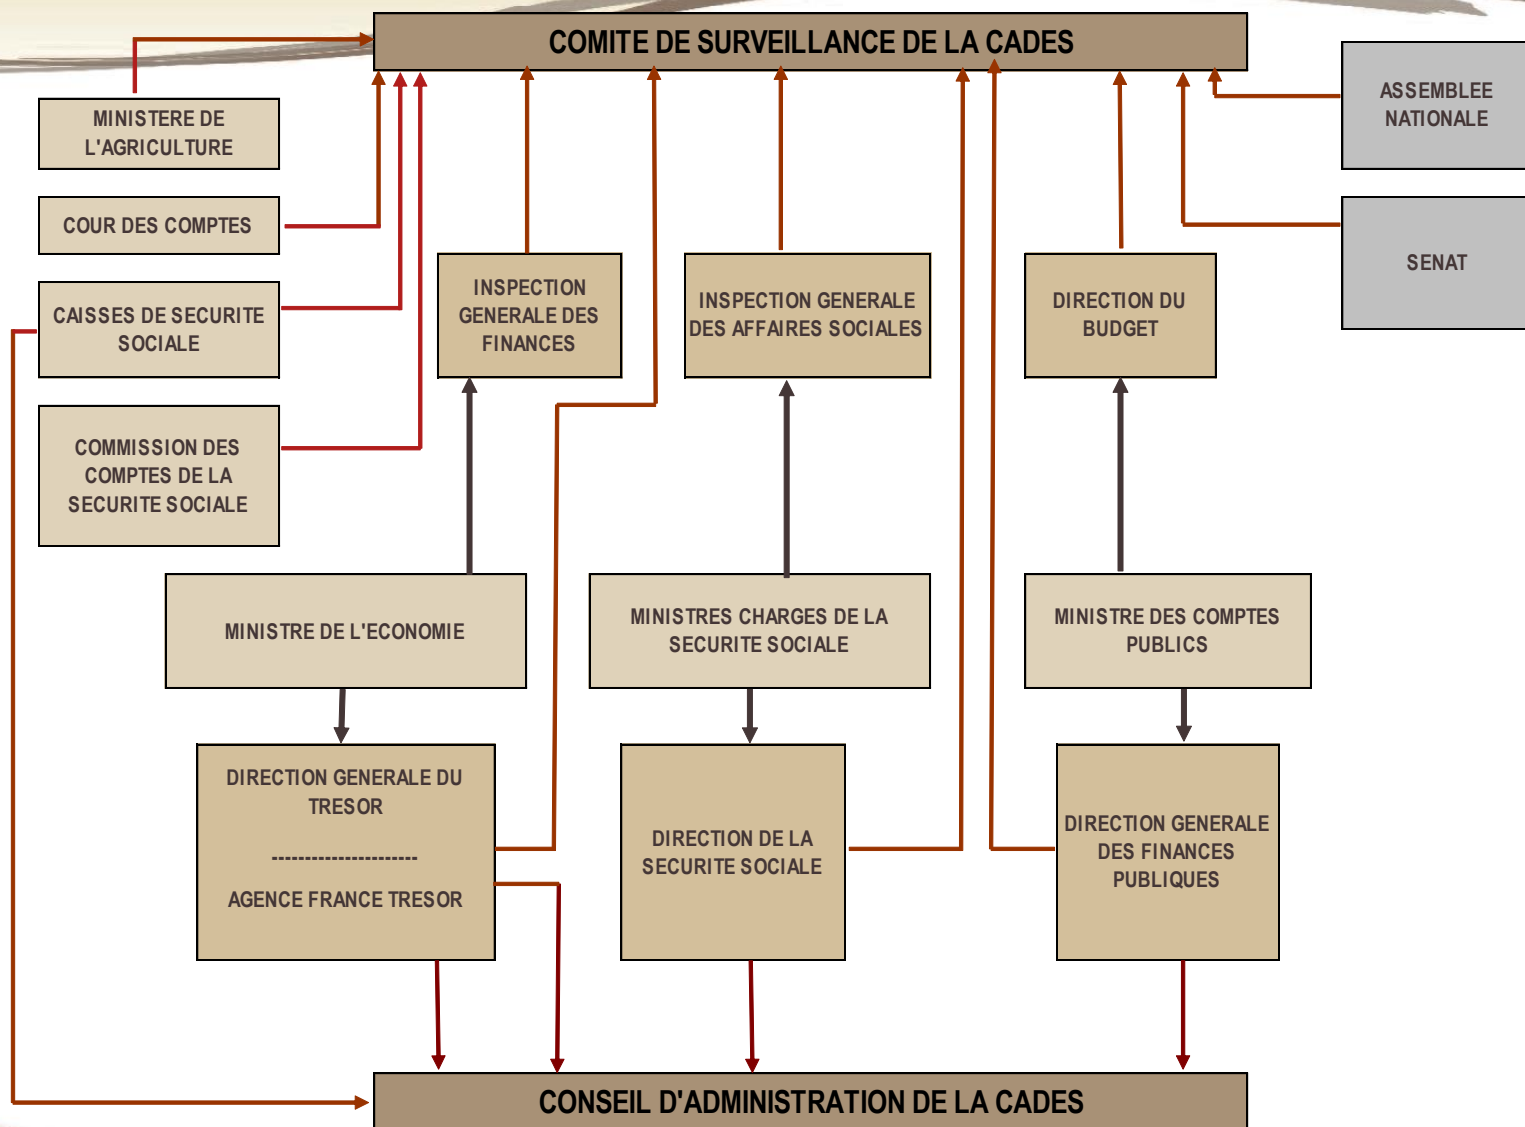 COMITE DE SURVEILLANCE DE LA CADES
MINISTERE DE
L'AGRICULTURE
ASSEMBLEE
NATIONALE
COUR DES COMPTES
SENAT
CAISSES DE SECURITE
SOCIALE
INSPECTION
GENERALE DES
FINANCES
INSPECTION GENERALE
DES AFFAIRES SOCIALES
DIRECTION DU
BUDGET
COMMISSION DES
COMPTES DE LA
SECURITE SOCIALE
MINISTRE DE L'ECONOMIE
MINISTRES CHARGES DE LA
SECURITE SOCIALE
MINISTRE DES COMPTES
PUBLICS
DIRECTION GENERALE DU
TRESOR
----------------------
AGENCE FRANCE TRESOR
DIRECTION DE LA
SECURITE SOCIALE
DIRECTION GENERALE
DES FINANCES
PUBLIQUES
CONSEIL D'ADMINISTRATION DE LA CADES